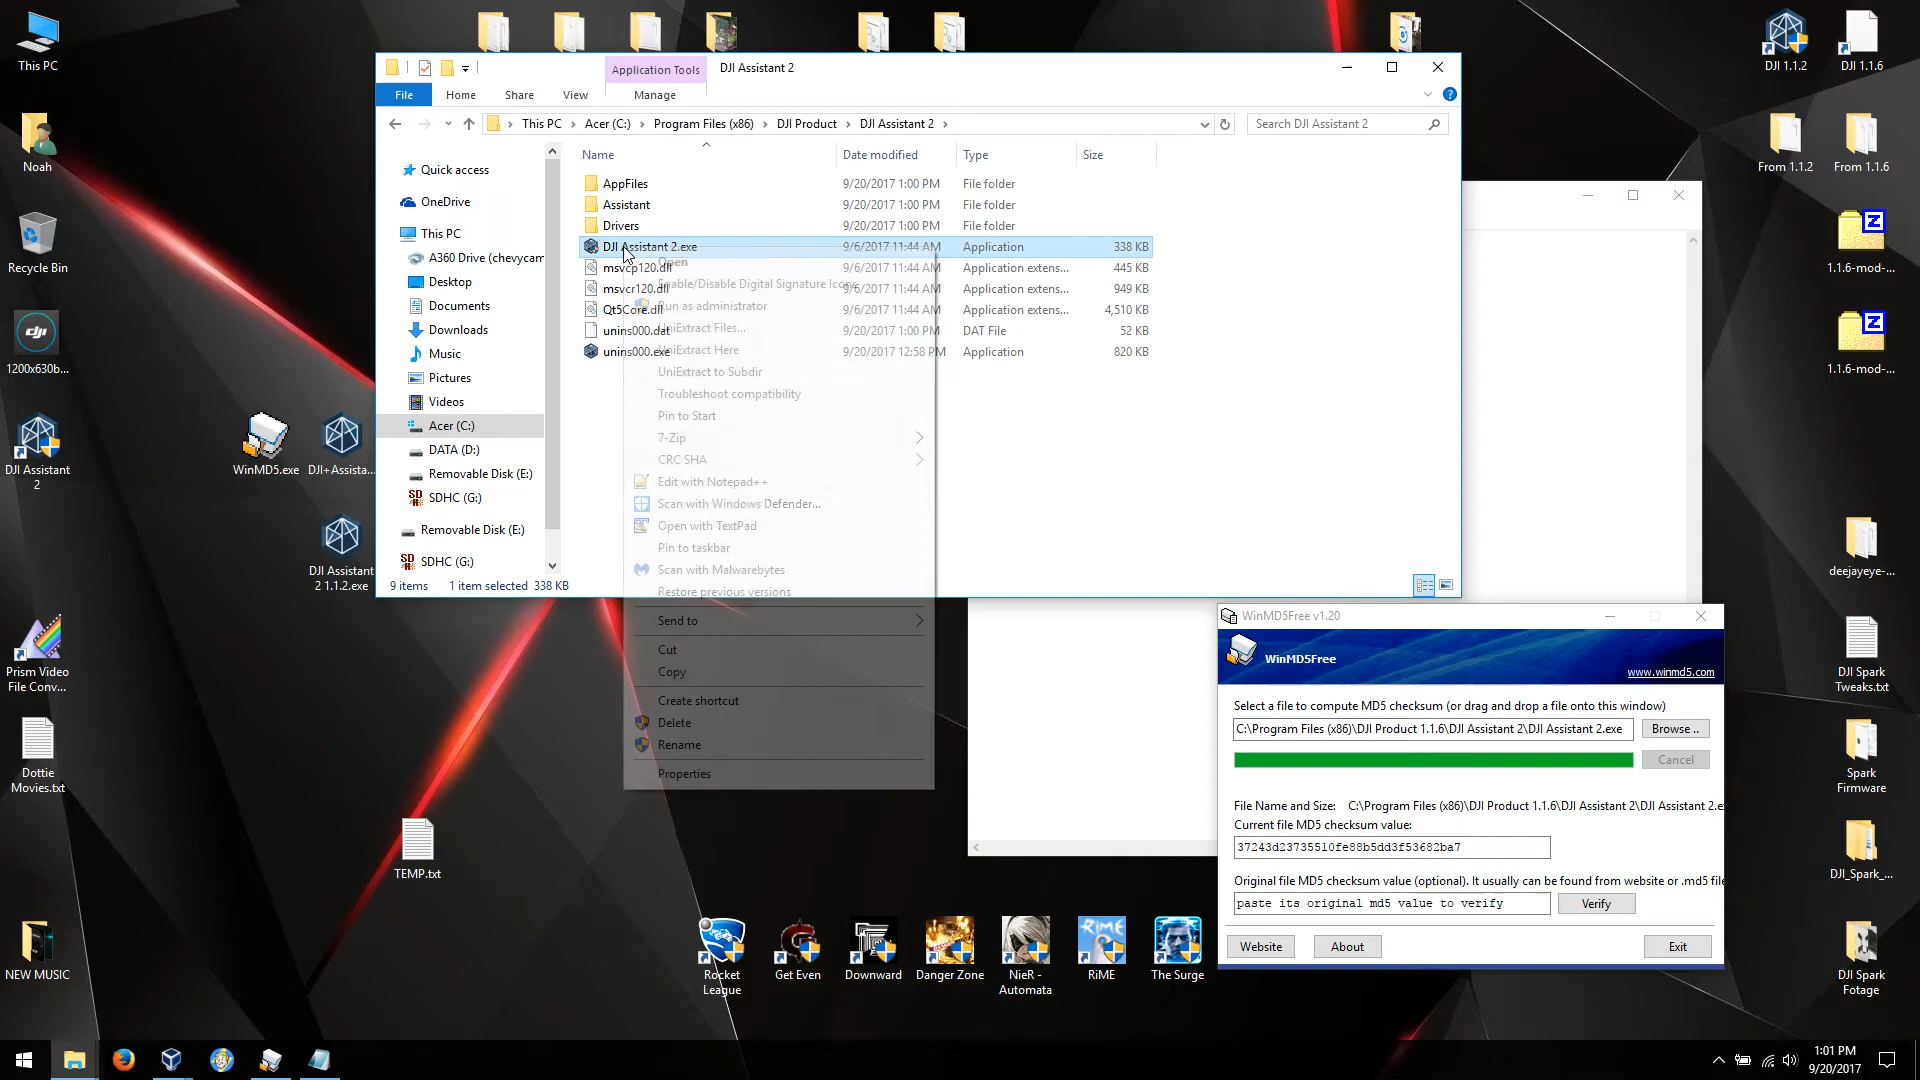 This PC
Noah
Recycle Bin
1200x630b...
DJI Assistant
2
Prism Video
File Conv...
Dottie
Movies.txt
NEW MUSIC
WinMD5.exe
DJI+Assista...
DJI Assistant
2 1.1.2.exe
TEMP.txt
Application Tools
DJI Assistant 2
File
Home
Share
View
Manage
This PC
Acer (C:)
Program Files (x86)
DJI Product
DJI Assistant 2
Search DJI Assistant 2
Quick access
OneDrive
This PC
A360 Drive (chevycam
Desktop
Documents
Downloads
Music
Pictures
Videos
Acer (C:)
DATA (D:)
Removable Disk (E:)
SDHC (G:)
Removable Disk (E:)
SDHC (G:)
Name Date modified Type Size
AppFiles 9/20/2017 1:00 PM File folder
Assistant 9/20/2017 1:00 PM File folder
Drivers 9/20/2017 1:00 PM File folder
DJI Assistant 2.exe 9/6/2017 11:44 AM Application 338 KB
msvcp120.dll 9/6/2017 11:44 AM Application extens... 445 KB
msvcr120.dll 9/6/2017 11:44 AM Application extens... 949 KB
Qt5Core.dll 9/6/2017 11:44 AM Application extens... 4,510 KB
unins000.dat 9/20/2017 1:00 PM DAT File 52 KB
unins000.exe 9/20/2017 12:58 PM Application 820 KB
9 items 1 item selected 338 KB
Open
Enable/Disable Digital Signature Icons
Run as administrator
UniExtract Files...
UniExtract Here
UniExtract to Subdir
Troubleshoot compatibility
Pin to Start
7-Zip
CRC SHA
Edit with Notepad++
Scan with Windows Defender...
Open with TextPad
Pin to taskbar
Scan with Malwarebytes
Restore previous versions
Send to
Cut
Copy
Create shortcut
Delete
Rename
Properties
WinMD5Free v1.20
WinMD5Free
www.winmd5.com
Select a file to compute MD5 checksum (or drag and drop a file onto this window)
C:\Program Files (x86)\DJI Product 1.1.6\DJI Assistant 2\DJI Assistant 2.exe
Browse ..
Cancel
File Name and Size: C:\Program Files (x86)\DJI Product 1.1.6\DJI Assistant 2\DJI Assistant 2.e
Current file MD5 checksum value:
37243d23735510fe88b5dd3f53682ba7
Original file MD5 checksum value (optional). It usually can be found from website or .md5 file
paste its original md5 value to verify
Verify
Website
About
Exit
DJI 1.1.2
DJI 1.1.6
From 1.1.2
From 1.1.6
1.1.6-mod-...
1.1.6-mod-...
deejayeye-...
DJI Spark
Tweaks.txt
Spark
Firmware
DJI_Spark_...
DJI Spark
Footage
Rocket
League
Get Even
Downward
Danger Zone
NieR -
Automata
RiME
The Surge
1:01 PM
9/20/2017